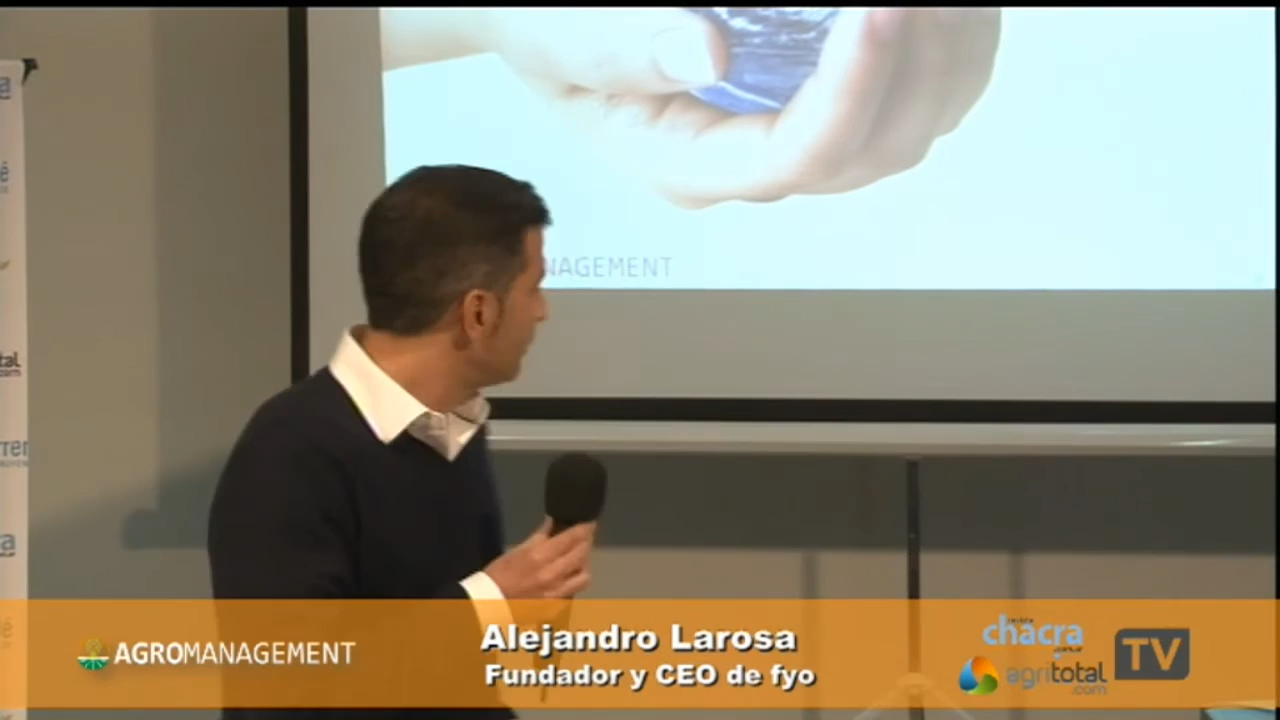 NAGEMENT
AGROMANAGEMENT
Alejandro Larosa
Fundador y CEO de fyo
chacra
agritotal
.com
TV